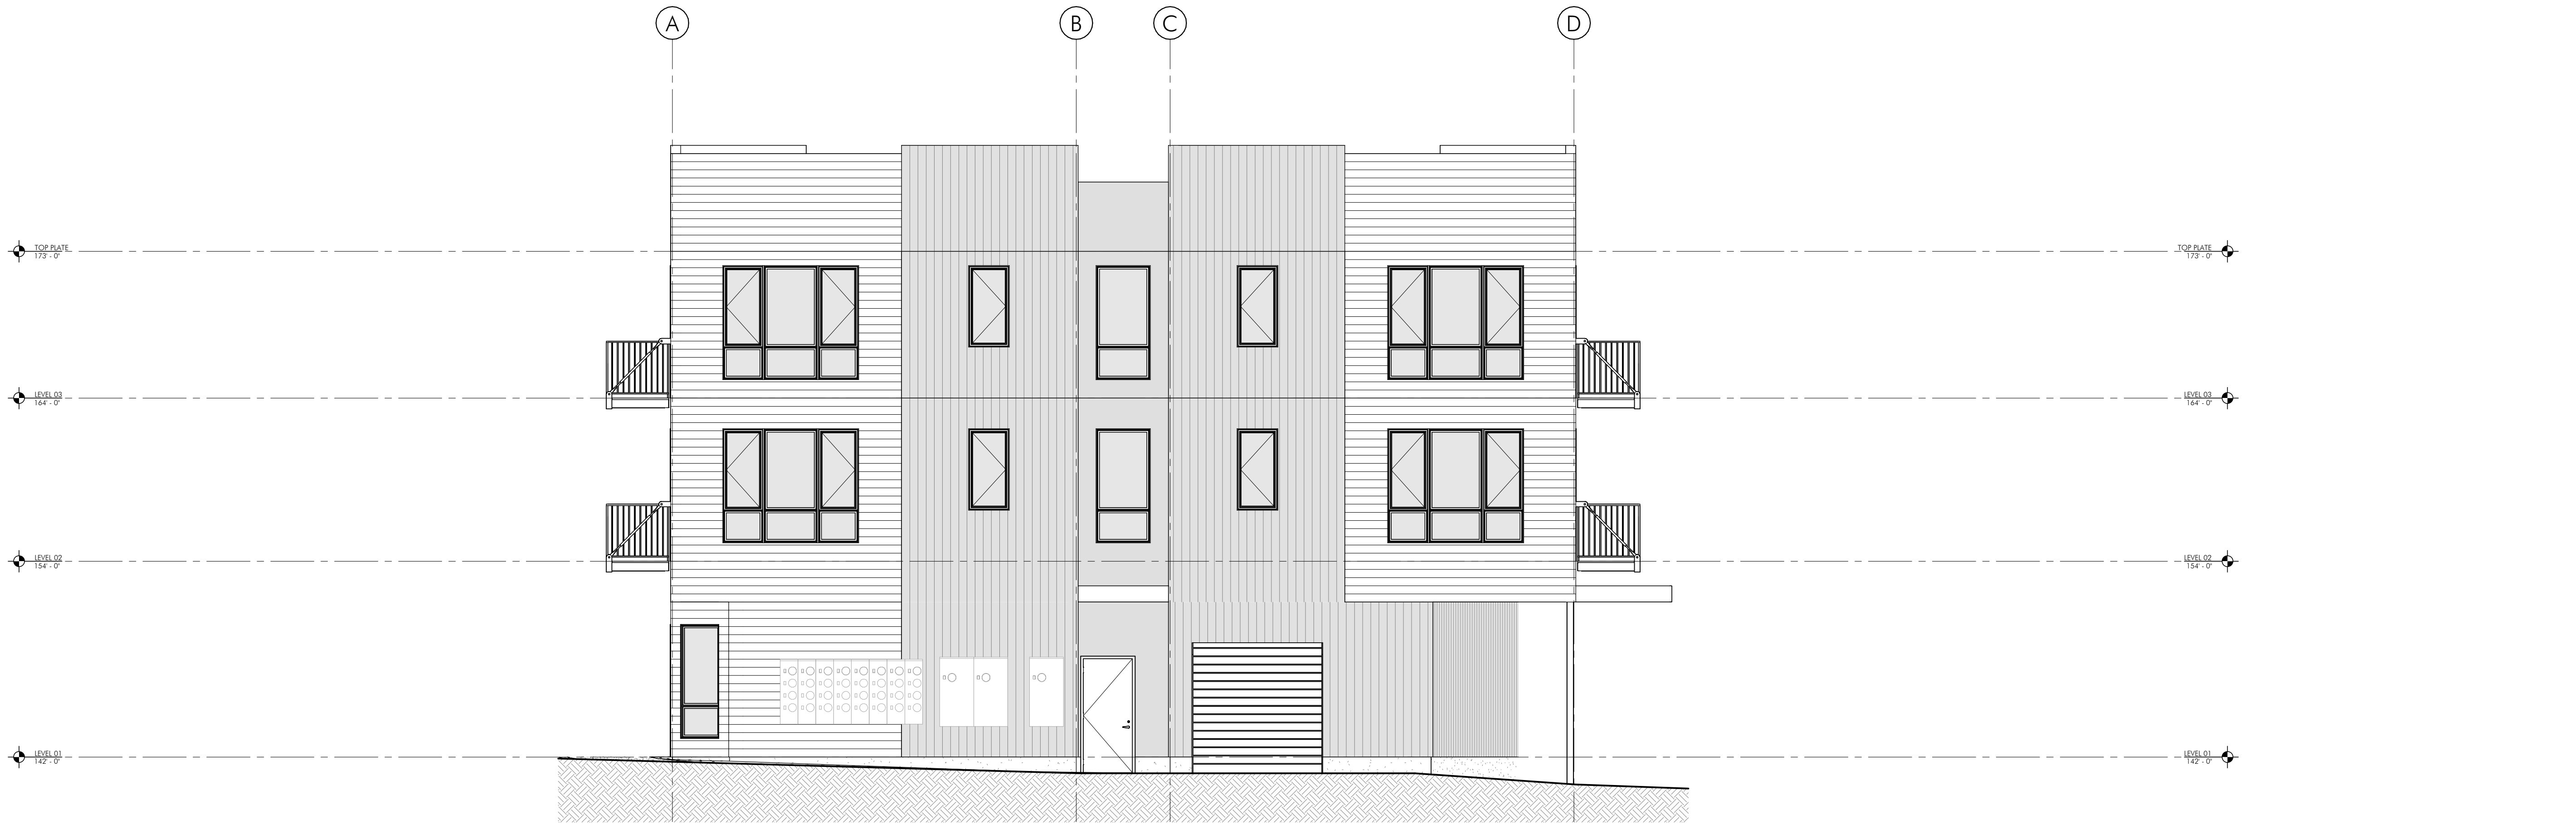 A
B
C
D
TOP PLATE
173' - 0"
TOP PLATE
173' - 0"
LEVEL 03
164' - 0"
LEVEL 03
164' - 0"
LEVEL 02
154' - 0"
LEVEL 02
154' - 0"
LEVEL 01
142' - 0"
LEVEL 01
142' - 0"